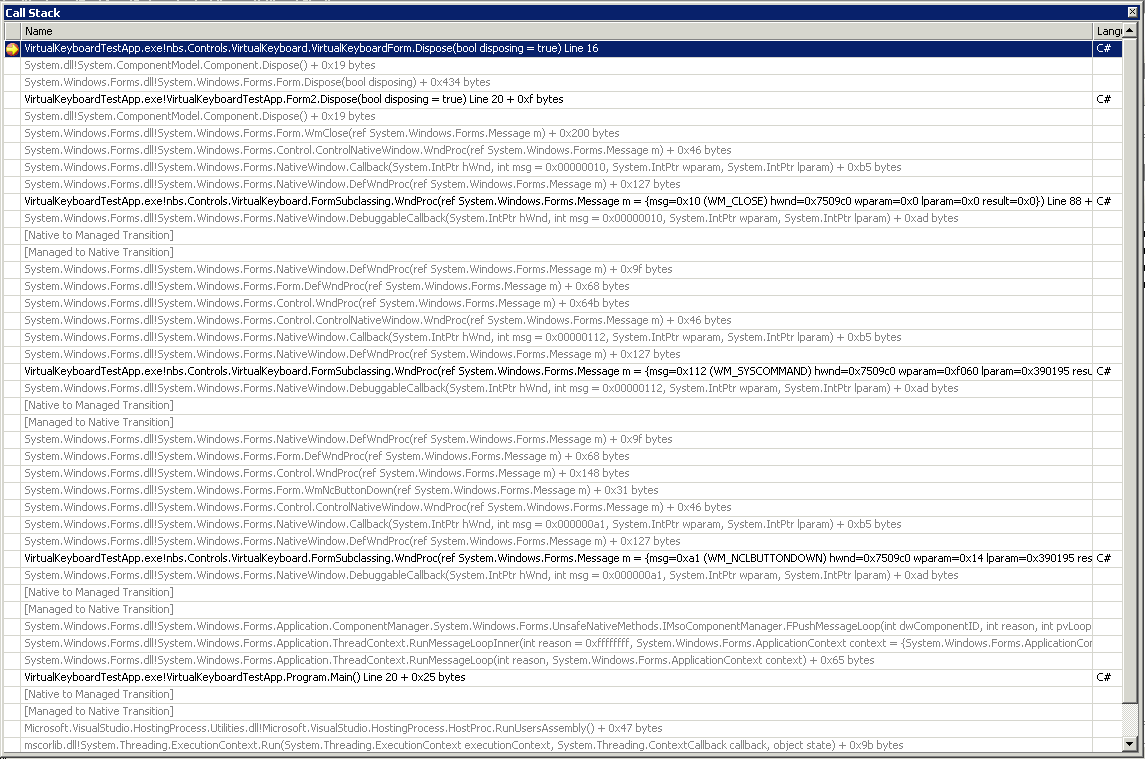 Call Stack
Name Langu
VirtualKeyboardTestApp.exe!nbs.Controls.VirtualKeyboard.VirtualKeyboardForm.Dispose(bool disposing = true) Line 16 C#
System.dll!System.ComponentModel.Component.Dispose() + 0x19 bytes
System.Windows.Forms.dll!System.Windows.Forms.Form.Dispose(bool disposing) + 0x434 bytes
VirtualKeyboardTestApp.exe!VirtualKeyboardTestApp.Form2.Dispose(bool disposing = true) Line 20 + 0xf bytes C#
System.dll!System.ComponentModel.Component.Dispose() + 0x19 bytes
System.Windows.Forms.dll!System.Windows.Forms.Form.WmClose(ref System.Windows.Forms.Message m) + 0x200 bytes
System.Windows.Forms.dll!System.Windows.Forms.Control.ControlNativeWindow.WndProc(ref System.Windows.Forms.Message m) + 0x46 bytes
System.Windows.Forms.dll!System.Windows.Forms.NativeWindow.Callback(System.IntPtr hWnd, int msg = 0x00000010, System.IntPtr wparam, System.IntPtr lparam) + 0xb5 bytes
System.Windows.Forms.dll!System.Windows.Forms.NativeWindow.DefWndProc(ref System.Windows.Forms.Message m) + 0x127 bytes
VirtualKeyboardTestApp.exe!nbs.Controls.VirtualKeyboard.FormSubclassing.WndProc(ref System.Windows.Forms.Message m = {msg=0x10 (WM_CLOSE) hwnd=0x7509c0 wparam=0x0 lparam=0x0 result=0x0}) Line 88 + C#
System.Windows.Forms.dll!System.Windows.Forms.NativeWindow.DebuggableCallback(System.IntPtr hWnd, int msg = 0x00000010, System.IntPtr wparam, System.IntPtr lparam) + 0xad bytes
[Native to Managed Transition]
[Managed to Native Transition]
System.Windows.Forms.dll!System.Windows.Forms.NativeWindow.DefWndProc(ref System.Windows.Forms.Message m) + 0x9f bytes
System.Windows.Forms.dll!System.Windows.Forms.Form.DefWndProc(ref System.Windows.Forms.Message m) + 0x68 bytes
System.Windows.Forms.dll!System.Windows.Forms.Control.WndProc(ref System.Windows.Forms.Message m) + 0x64b bytes
System.Windows.Forms.dll!System.Windows.Forms.Control.ControlNativeWindow.WndProc(ref System.Windows.Forms.Message m) + 0x46 bytes
System.Windows.Forms.dll!System.Windows.Forms.NativeWindow.Callback(System.IntPtr hWnd, int msg = 0x00000112, System.IntPtr wparam, System.IntPtr lparam) + 0xb5 bytes
System.Windows.Forms.dll!System.Windows.Forms.NativeWindow.DefWndProc(ref System.Windows.Forms.Message m) + 0x127 bytes
VirtualKeyboardTestApp.exe!nbs.Controls.VirtualKeyboard.FormSubclassing.WndProc(ref System.Windows.Forms.Message m = {msg=0x112 (WM_SYSCOMMAND) hwnd=0x7509c0 wparam=0xf060 lparam=0x390195 resu C#
System.Windows.Forms.dll!System.Windows.Forms.NativeWindow.DebuggableCallback(System.IntPtr hWnd, int msg = 0x00000112, System.IntPtr wparam, System.IntPtr lparam) + 0xad bytes
[Native to Managed Transition]
[Managed to Native Transition]
System.Windows.Forms.dll!System.Windows.Forms.NativeWindow.DefWndProc(ref System.Windows.Forms.Message m) + 0x9f bytes
System.Windows.Forms.dll!System.Windows.Forms.Form.DefWndProc(ref System.Windows.Forms.Message m) + 0x68 bytes
System.Windows.Forms.dll!System.Windows.Forms.Control.WndProc(ref System.Windows.Forms.Message m) + 0x148 bytes
System.Windows.Forms.dll!System.Windows.Forms.Form.WmNcButtonDown(ref System.Windows.Forms.Message m) + 0x31 bytes
System.Windows.Forms.dll!System.Windows.Forms.Control.ControlNativeWindow.WndProc(ref System.Windows.Forms.Message m) + 0x46 bytes
System.Windows.Forms.dll!System.Windows.Forms.NativeWindow.Callback(System.IntPtr hWnd, int msg = 0x000000a1, System.IntPtr wparam, System.IntPtr lparam) + 0xb5 bytes
System.Windows.Forms.dll!System.Windows.Forms.NativeWindow.DefWndProc(ref System.Windows.Forms.Message m) + 0x127 bytes
VirtualKeyboardTestApp.exe!nbs.Controls.VirtualKeyboard.FormSubclassing.WndProc(ref System.Windows.Forms.Message m = {msg=0xa1 (WM_NCLBUTTONDOWN) hwnd=0x7509c0 wparam=0x14 lparam=0x390195 res C#
System.Windows.Forms.dll!System.Windows.Forms.NativeWindow.DebuggableCallback(System.IntPtr hWnd, int msg = 0x000000a1, System.IntPtr wparam, System.IntPtr lparam) + 0xad bytes
[Native to Managed Transition]
[Managed to Native Transition]
System.Windows.Forms.dll!System.Windows.Forms.Application.ComponentManager.System.Windows.Forms.UnsafeNativeMethods.IMsoComponentManager.FPushMessageLoop(int dwComponentID, int reason, int pvLoop
System.Windows.Forms.dll!System.Windows.Forms.Application.ThreadContext.RunMessageLoopInner(int reason = 0xffffffff, System.Windows.Forms.ApplicationContext context = {System.Windows.Forms.ApplicationCor
System.Windows.Forms.dll!System.Windows.Forms.Application.ThreadContext.RunMessageLoop(int reason, System.Windows.Forms.ApplicationContext context) + 0x65 bytes
VirtualKeyboardTestApp.exe!VirtualKeyboardTestApp.Program.Main() Line 20 + 0x25 bytes C#
[Native to Managed Transition]
[Managed to Native Transition]
Microsoft.VisualStudio.HostingProcess.Utilities.dll!Microsoft.VisualStudio.HostingProcess.HostProc.RunUsersAssembly() + 0x47 bytes
mscorlib.dll!System.Threading.ExecutionContext.Run(System.Threading.ExecutionContext executionContext, System.Threading.ContextCallback callback, object state) + 0x9b bytes